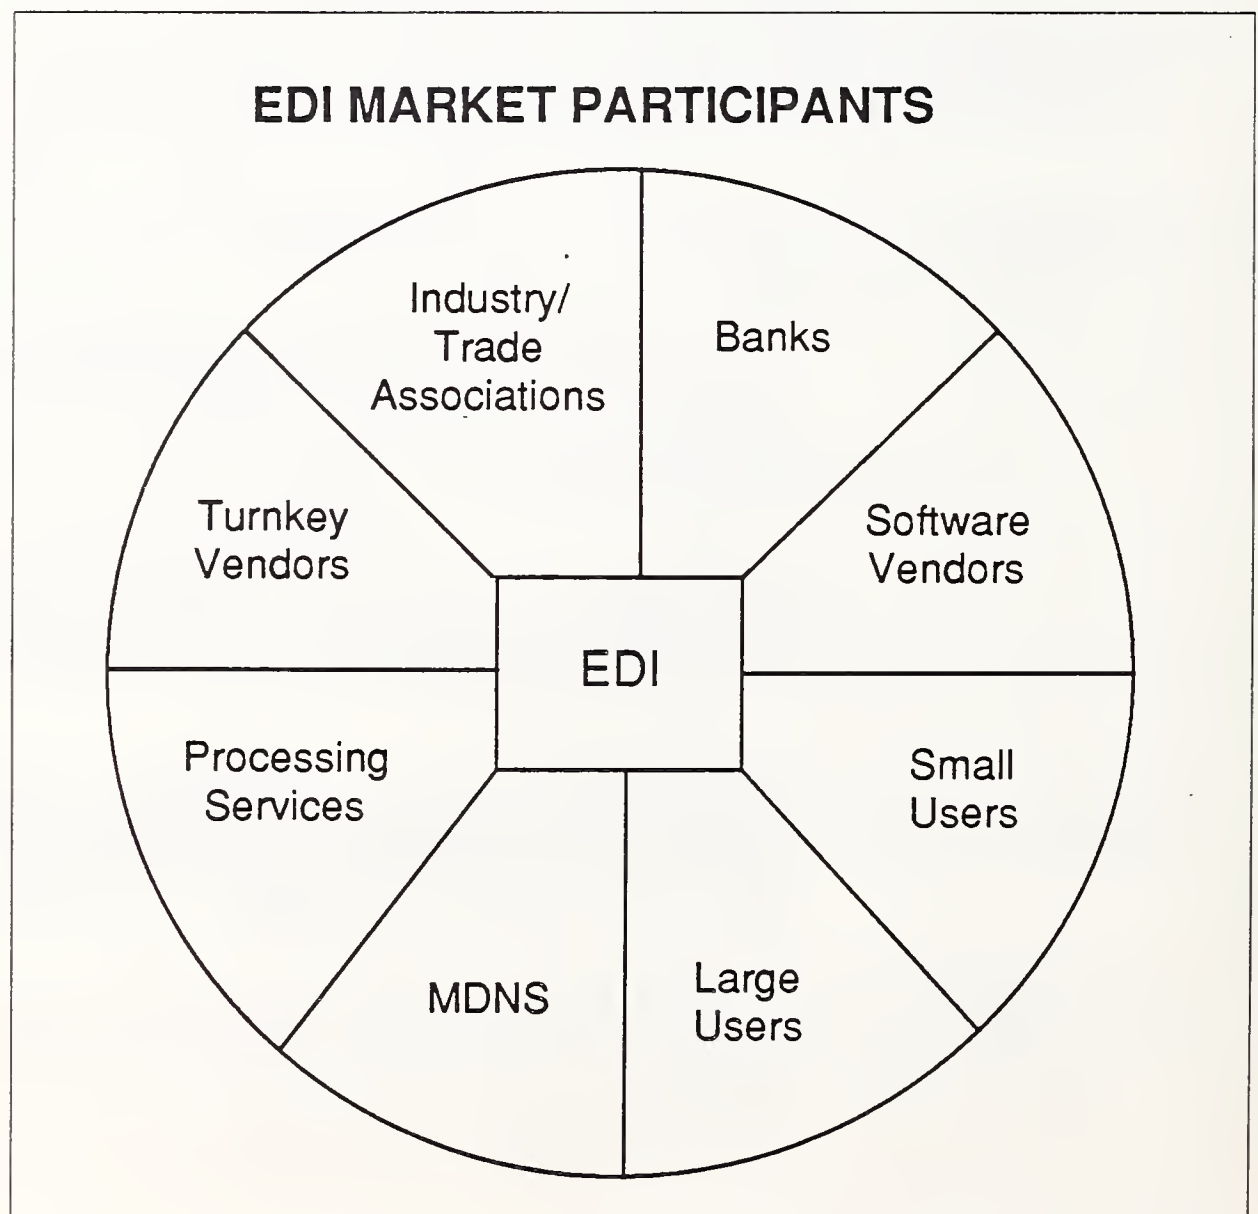 EDI MARKET PARTICIPANTS
Industry/
Trade
Associations
Banks
Turnkey
Vendors
Software
Vendors
EDI
Processing
Services
Small
Users
MDNS
Large
Users